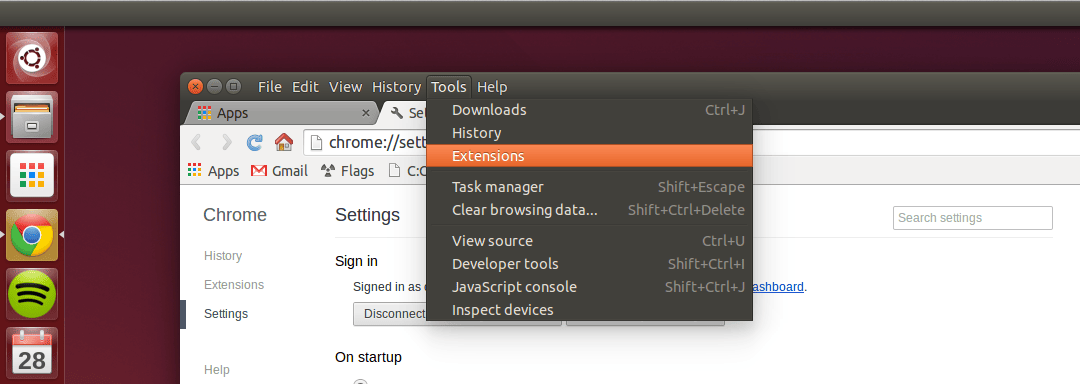 File Edit View History Tools Help
Apps Set
Downloads Ctrl+J
History
Extensions
Task manager Shift+Escape
Clear browsing data... Shift+Ctrl+Delete
View source Ctrl+U
Developer tools Shift+Ctrl+I
JavaScript console Shift+Ctrl+J
Inspect devices
chrome://sett
Apps Gmail Flags C:C
Chrome
History
Extensions
Settings
Help
Settings
Search settings
Sign in
Signed in as ashboard.
Disconnect
On startup
28